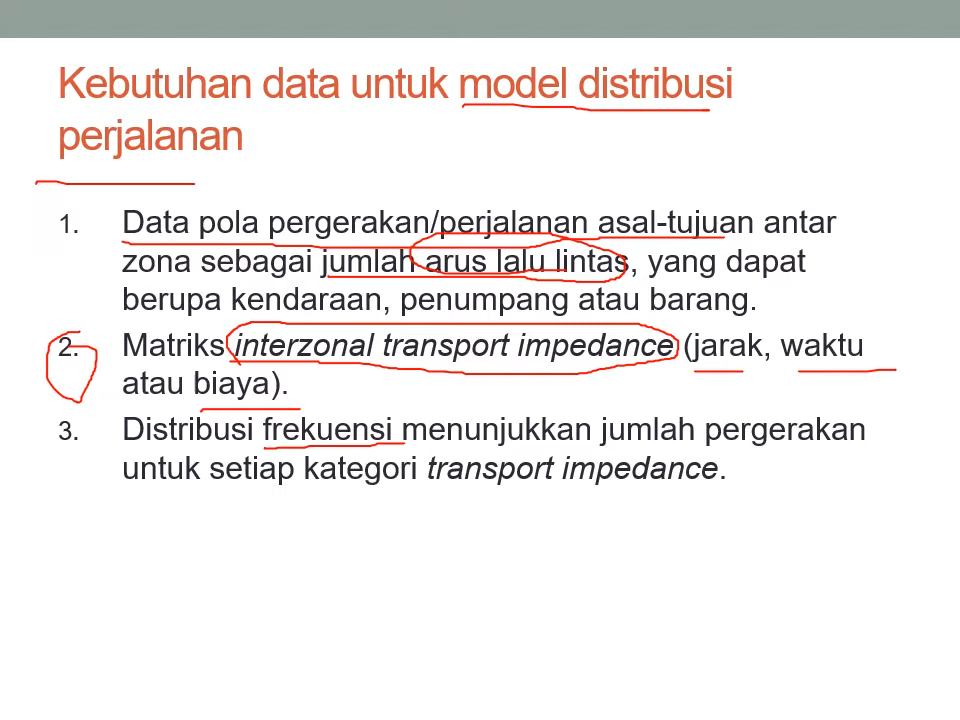 Kebutuhan data untuk model distribusi
perjalanan
1. Data pola pergerakan/perjalanan asal-tujuan antar
zona sebagai jumlah arus lalu lintas, yang dapat
berupa kendaraan, penumpang atau barang.
2. Matriks interzonal transport impedance (jarak, waktu
atau biaya).
3. Distribusi frekuensi menunjukkan jumlah pergerakan
untuk setiap kategori transport impedance.